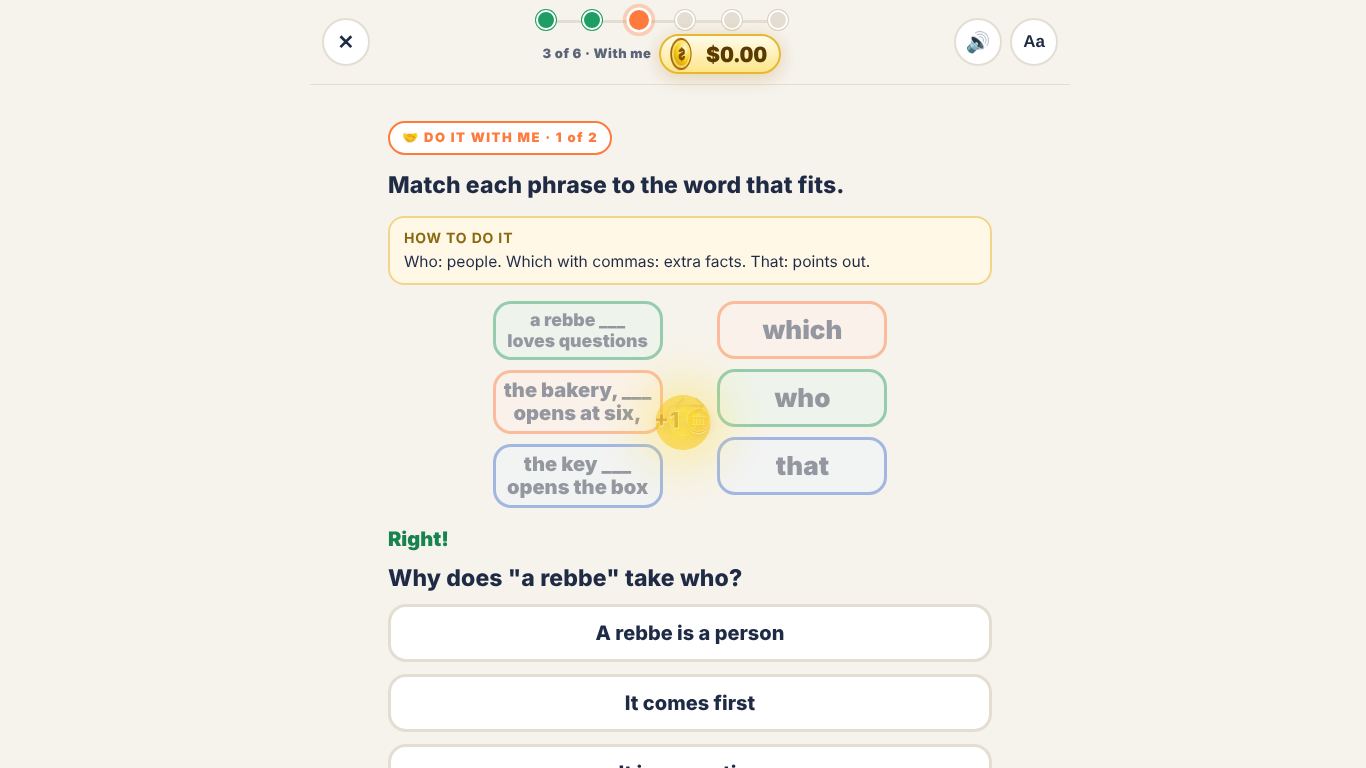 3 of 6 · With me
$0.00
Aa
DO IT WITH ME · 1 of 2
Match each phrase to the word that fits.
HOW TO DO IT
Who: people. Which with commas: extra facts. That: points out.
a rebbe ___
loves questions
which
the bakery, ___
opens at six,
who
the key ___
opens the box
that
+1
Right!
Why does "a rebbe" take who?
A rebbe is a person
It comes first